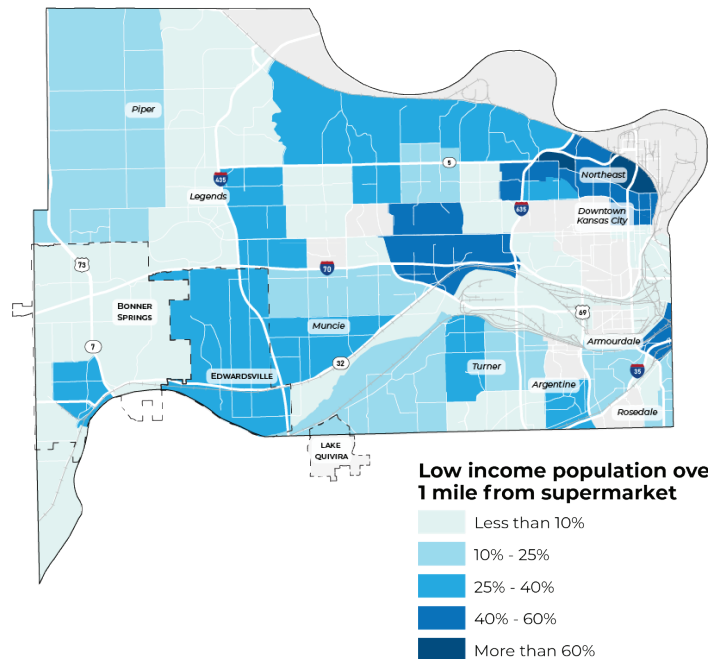 Piper
5
Northeast
635
Legends
435
Downtown
Kansas City
73
70
BONNER
SPRINGS
69
Muncie
Armourdale
7
32
EDWARDSVILLE
Turner
35
Argentine
Rosedale
LAKE
QUIVIRA
Low income population ove
1 mile from supermarket
Less than 10%
10% - 25%
25% - 40%
40% - 60%
More than 60%